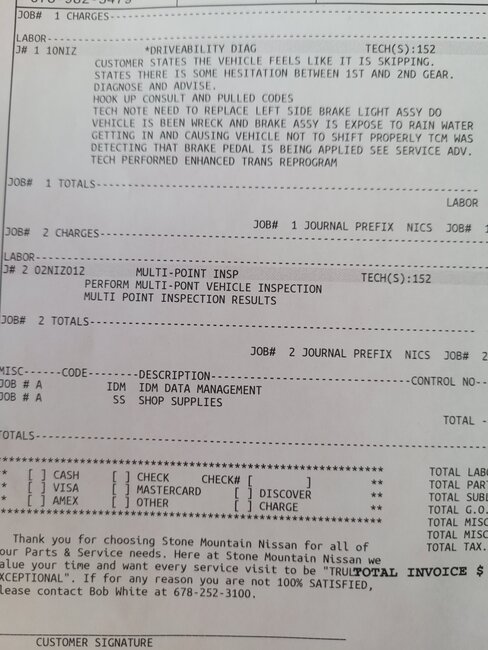 JOB# 1 CHARGES----------------------------------------
LABOR----------------------------------------
J# 1 10NIZ *DRIVEABILITY DIAG TECH(S):152
CUSTOMER STATES THE VEHICLE FEELS LIKE IT IS SKIPPING.
STATES THERE IS SOME HESITATION BETWEEN 1ST AND 2ND GEAR.
DIAGNOSE AND ADVISE.
HOOK UP CONSULT AND PULLED CODES
TECH NOTE NEED TO REPLACE LEFT SIDE BRAKE LIGHT ASSY DO
VEHICLE IS BEEN WRECK AND BRAKE ASSY IS EXPOSE TO RAIN WATER
GETTING IN AND CAUSING VEHICLE NOT TO SHIFT PROPERLY TCM WAS
DETECTING THAT BRAKE PEDAL IS BEING APPLIED SEE SERVICE ADV.
TECH PERFORMED ENHANCED TRANS REPROGRAM
JOB# 1 TOTALS----------------------------------------
LABOR
JOB# 1 JOURNAL PREFIX NICS JOB# 1
JOB# 2 CHARGES----------------------------------------
LABOR----------------------------------------
J# 2 02NIZ012 MULTI-POINT INSP TECH(S):152
PERFORM MULTI-PONT VEHICLE INSPECTION
MULTI POINT INSPECTION RESULTS
JOB# 2 TOTALS----------------------------------------
JOB# 2 JOURNAL PREFIX NICS JOB# 2
MISC------CODE--------DESCRIPTION----------------------------------------CONTROL NO--
JOB # A IDM IDM DATA MANAGEMENT
JOB # A SS SHOP SUPPLIES
TOTAL -
TOTALS----------------------------------------
************************************************************
* [ ] CASH [ ] CHECK CHECK# [ ] ** TOTAL LABO
* [ ] VISA [ ] MASTERCARD [ ] DISCOVER ** TOTAL PART
* [ ] AMEX [ ] OTHER [ ] CHARGE ** TOTAL SUBL
************************************************************ TOTAL G.O.
TOTAL MISC
TOTAL MISC
TOTAL TAX.
Thank you for choosing Stone Mountain Nissan for all of
our Parts & Service needs. Here at Stone Mountain Nissan we
alue your time and want every service visit to be "TRUL
TOTAL INVOICE $
XCEPTIONAL". If for any reason you are not 100% SATISFIED,
lease contact Bob White at 678-252-3100.
CUSTOMER SIGNATURE